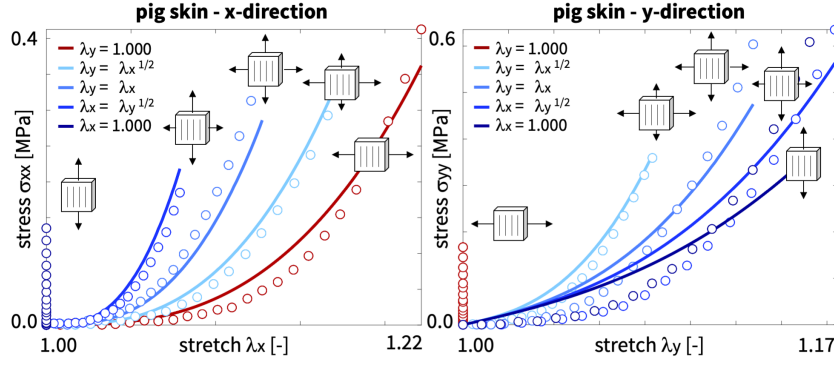 pig skin - x-direction
0.4
λy = 1.000
λy = λx 1/2
λy = λx
λx = λy 1/2
λx = 1.000
stress σxx [MPa]
0.0
1.00
stretch λx [-]
1.22
pig skin - y-direction
0.6
λy = 1.000
λy = λx 1/2
λy = λx
λx = λy 1/2
λx = 1.000
stress σyy [MPa]
0.0
1.00
stretch λy [-]
1.17